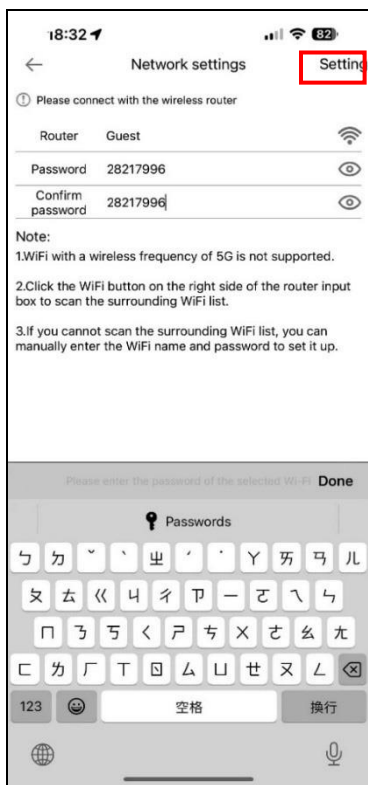 18:32
82
Network settings
Setting
Please connect with the wireless router
Router Guest
Password 28217996
Confirm
password 28217996
Note:
1.WiFi with a wireless frequency of 5G is not supported.
2.Click the WiFi button on the right side of the router input
box to scan the surrounding WiFi list.
3.If you cannot scan the surrounding WiFi list, you can
manually enter the WiFi name and password to set it up.
Please enter the password of the selected Wi-Fi Done
Passwords
ㄅ ㄉ ˇ ˋ ㄓ ˊ ˙ ㄚ ㄞ ㄢ ㄦ
ㄆ ㄊ ㄍ ㄐ ㄔ ㄗ ㄧ ㄛ ㄟ ㄣ
ㄇ ㄋ ㄎ ㄑ ㄕ ㄘ ㄨ ㄜ ㄠ ㄤ
ㄈ ㄌ ㄏ ㄒ ㄖ ㄙ ㄩ ㄝ ㄡ ㄥ
123 空格 換行